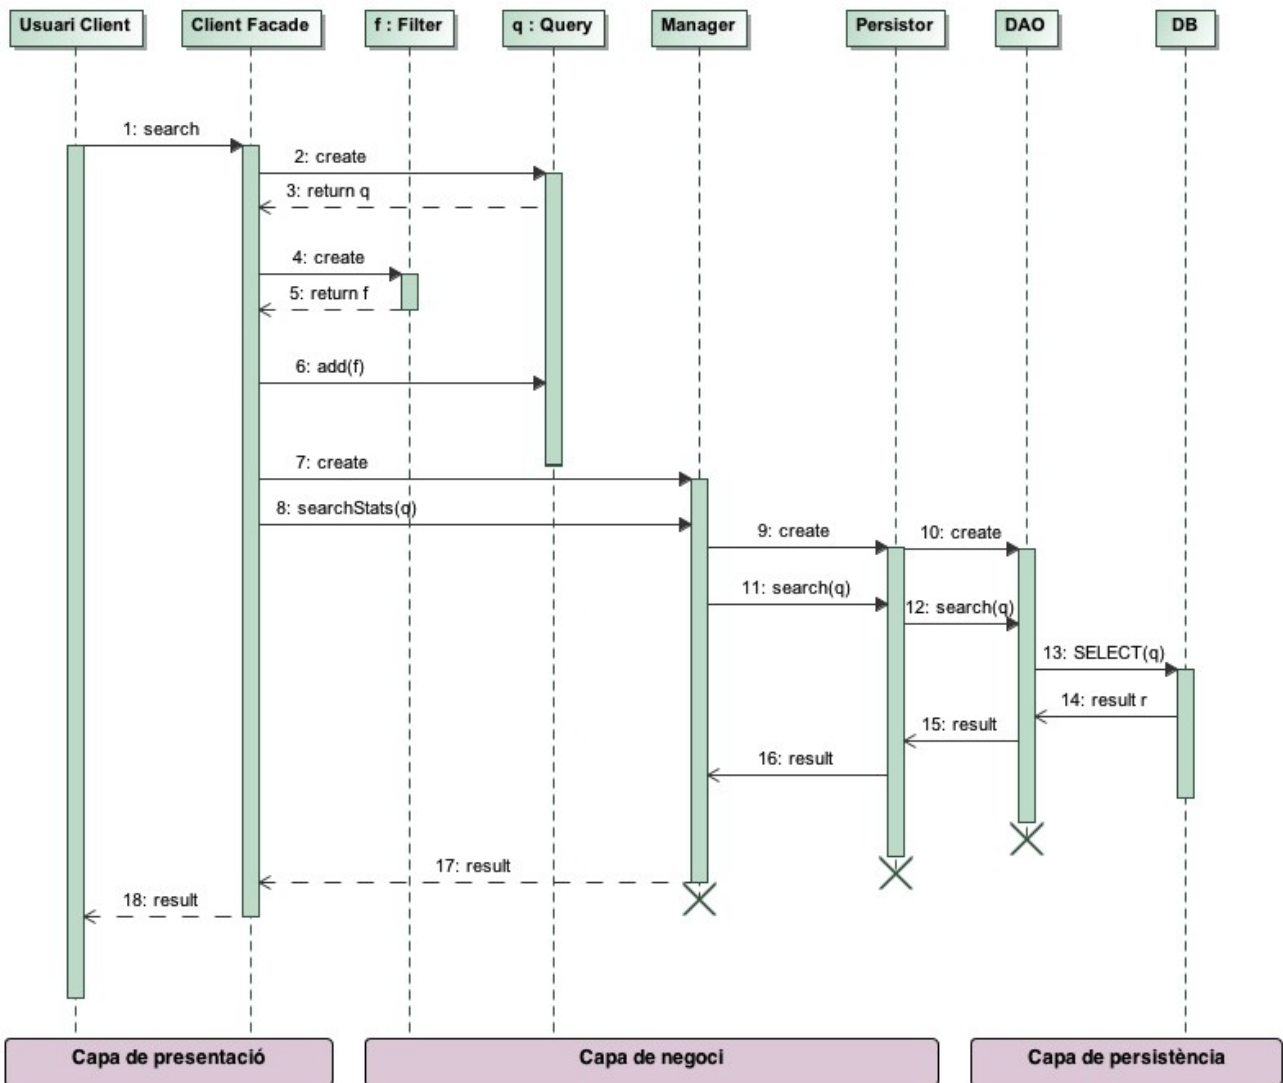 Usuari Client
Client Facade
f : Filter
q : Query
Manager
Persistor
DAO
DB
1: search
2: create
3: return q
4: create
5: return f
6: add(f)
7: create
8: searchStats(q)
9: create
10: create
11: search(q)
12: search(q)
13: SELECT(q)
14: result r
15: result
16: result
17: result
18: result
Capa de presentació
Capa de negoci
Capa de persistència